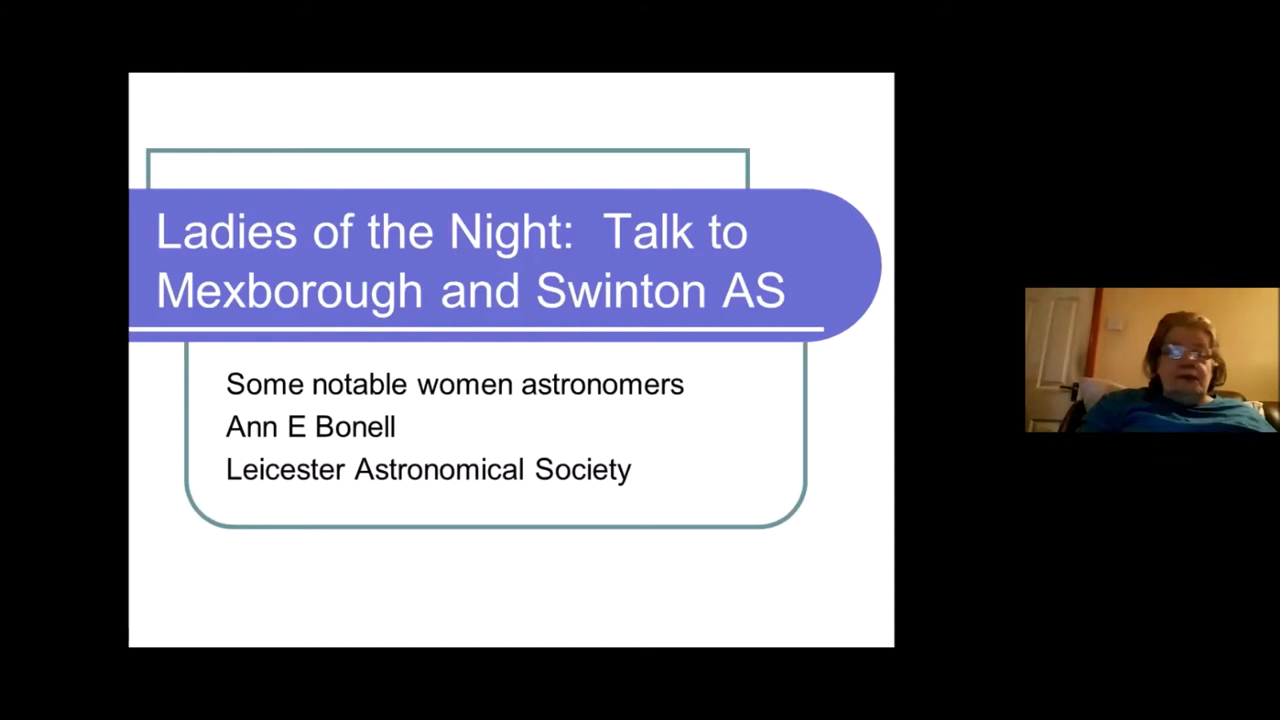 Ladies of the Night:  Talk to
Mexborough and Swinton AS
Some notable women astronomers
Ann E Bonell
Leicester Astronomical Society